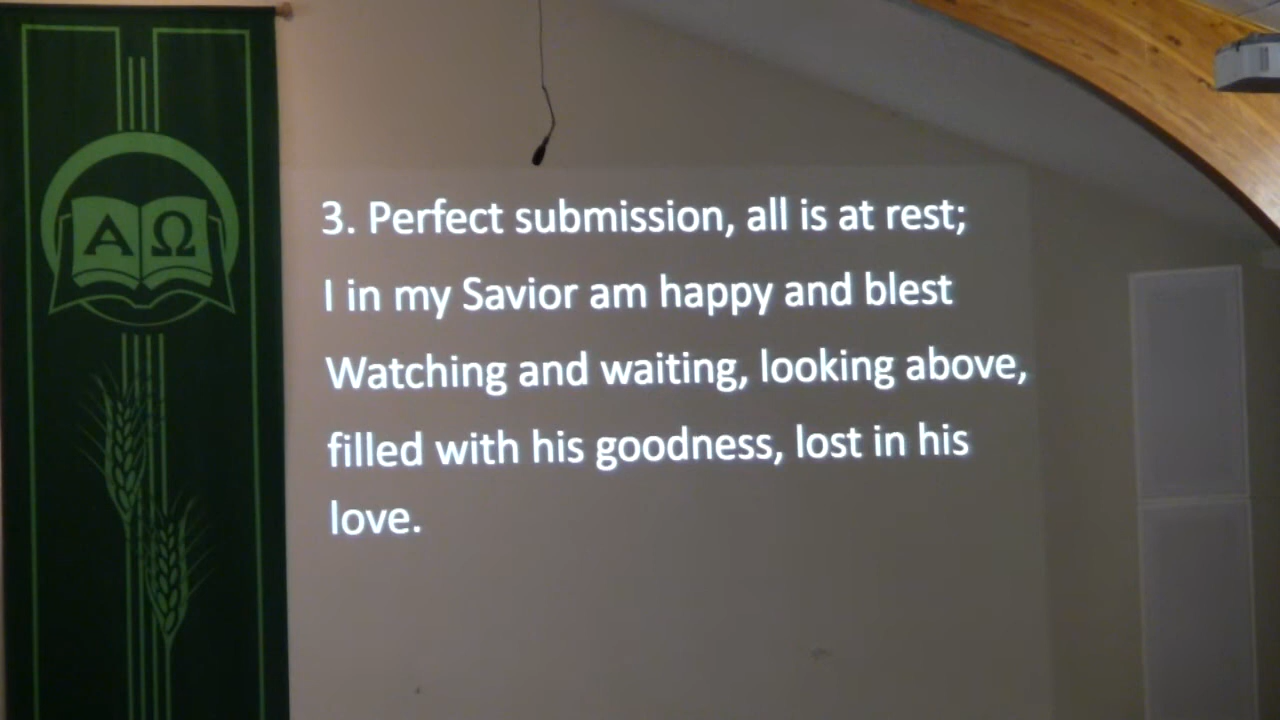 Α Ω
3. Perfect submission, all is at rest;
I in my Savior am happy and blest
Watching and waiting, looking above,
filled with his goodness, lost in his
love.